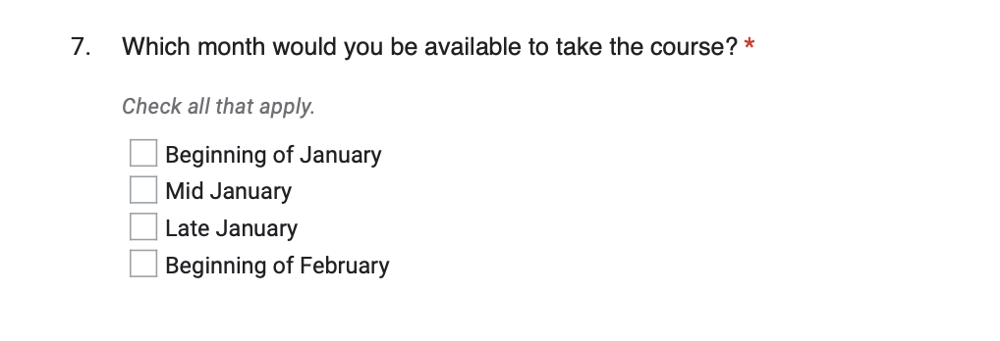 7. Which month would you be available to take the course? *
Check all that apply.
Beginning of January
Mid January
Late January
Beginning of February